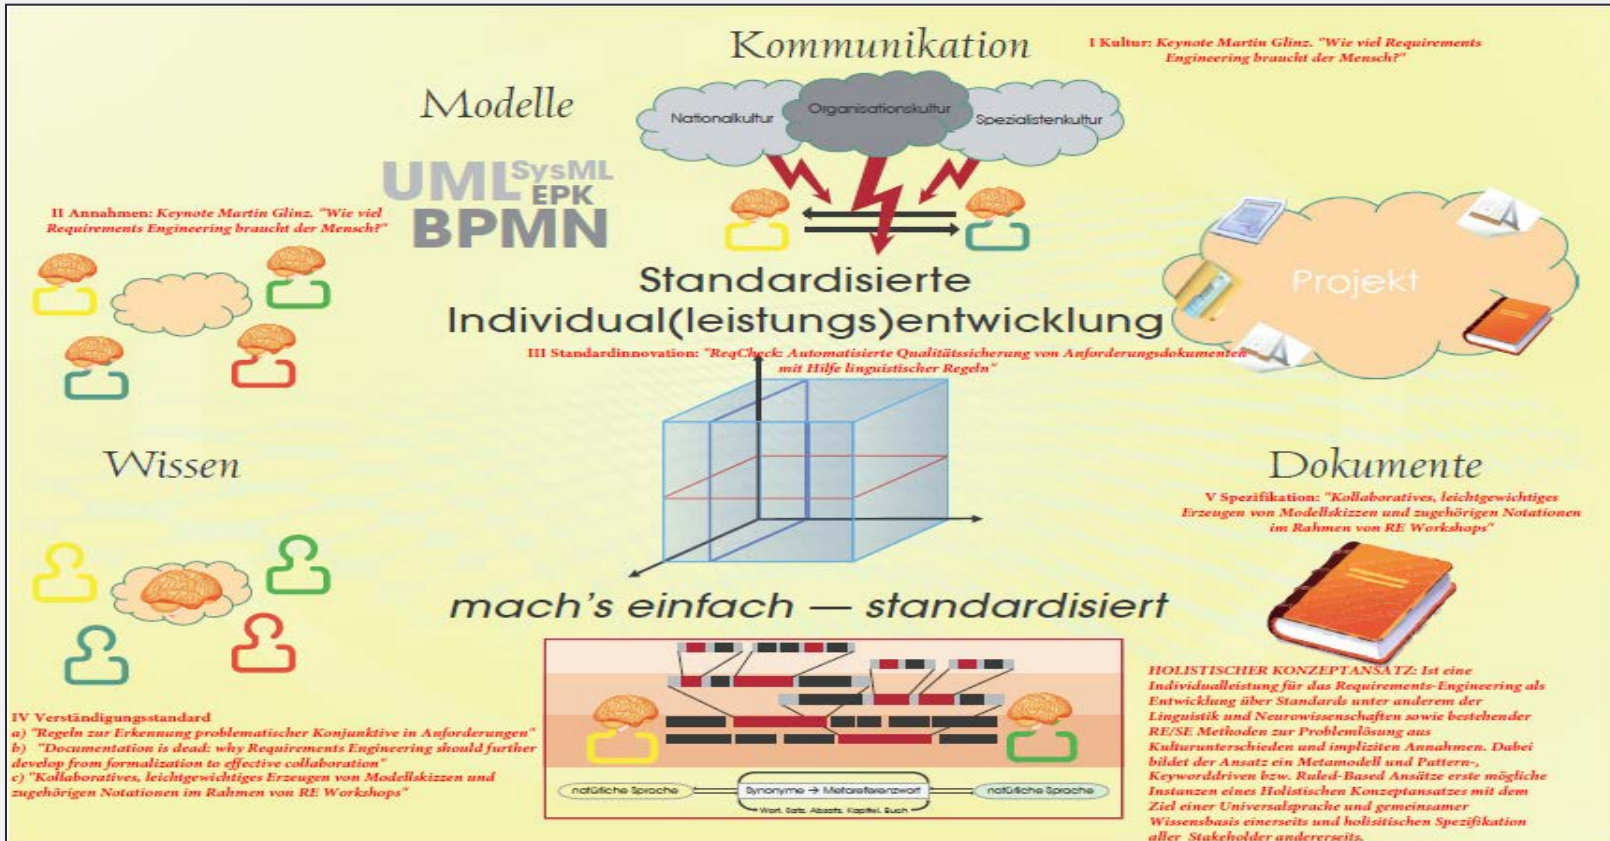 Kommunikation
I Kultur: Keynote Martin Glinz. "Wie viel Requirements
Engineering braucht der Mensch?"
Modelle
Nationalkultur
Organisationskultur
Spezialistenkultur
UML
SysML
EPK
BPMN
II Annahmen: Keynote Martin Glinz. "Wie viel
Requirements Engineering braucht der Mensch?"
Projekt
Standardisierte
Individual(leistungs)entwicklung
III Standardinnovation: "ReqCheck: Automatisierte Qualitätssicherung von Anforderungsdokumenten
mit Hilfe linguistischer Regeln"
Wissen
Dokumente
V Spezifikation: "Kollaboratives, leichtgewichtiges
Erzeugen von Modellskizzen und zugehörigen Notationen
im Rahmen von RE Workshops"
mach's einfach — standardisiert
IV Verständigungsstandard
a) "Regeln zur Erkennung problematischer Konjunktive in Anforderungen"
b) "Documentation is dead: why Requirements Engineering should further
develop from formalization to effective collaboration"
c) "Kollaboratives, leichtgewichtiges Erzeugen von Modellskizzen und
zugehörigen Notationen im Rahmen von RE Workshops"
natürliche Sprache
Synonyme → Metareferenzwort
natürliche Sprache
Wort, Satz, Absatz, Kapitel, Buch
HOLISTISCHER KONZEPTANSATZ: Ist eine
Individualleistung für das Requirements-Engineering als
Entwicklung über Standards unter anderem der
Linguistik und Neurowissenschaften sowie bestehender
RE/SE Methoden zur Problemlösung aus
Kulturunterschieden und impliziten Annahmen. Dabei
bildet der Ansatz ein Metamodell und Pattern-,
Keyworddriven bzw. Ruled-Based Ansätze erste mögliche
Instanzen eines Holistischen Konzeptansatzes mit dem
Ziel einer Universalsprache und gemeinsamer
Wissensbasis einerseits und holisitischen Spezifikation
aller Stakeholder andererseits.